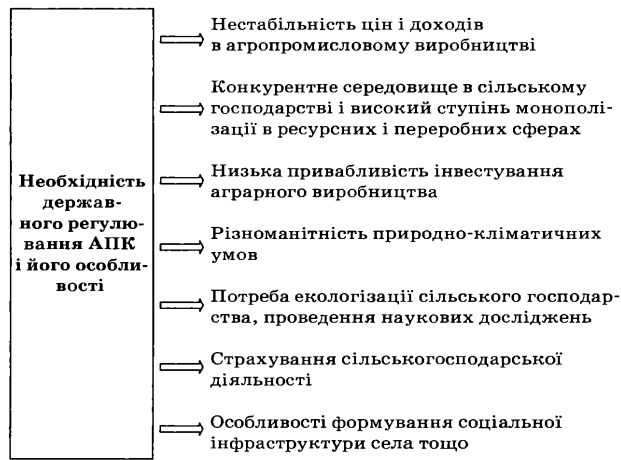 Необхідність
держав-
ного регулю-
вання АПК
і його особли-
вості
Нестабільність цін і доходів
в агропромисловому виробництві
Конкурентне середовище в сільському
господарстві і високий ступінь монополі-
зації в ресурсних і переробних сферах
Низька привабливість інвестування
аграрного виробництва
Різноманітність природно-кліматичних
умов
Потреба екологізації сільського господар-
ства, проведення наукових досліджень
Страхування сільськогосподарської
діяльності
Особливості формування соціальної
інфраструктури села тощо